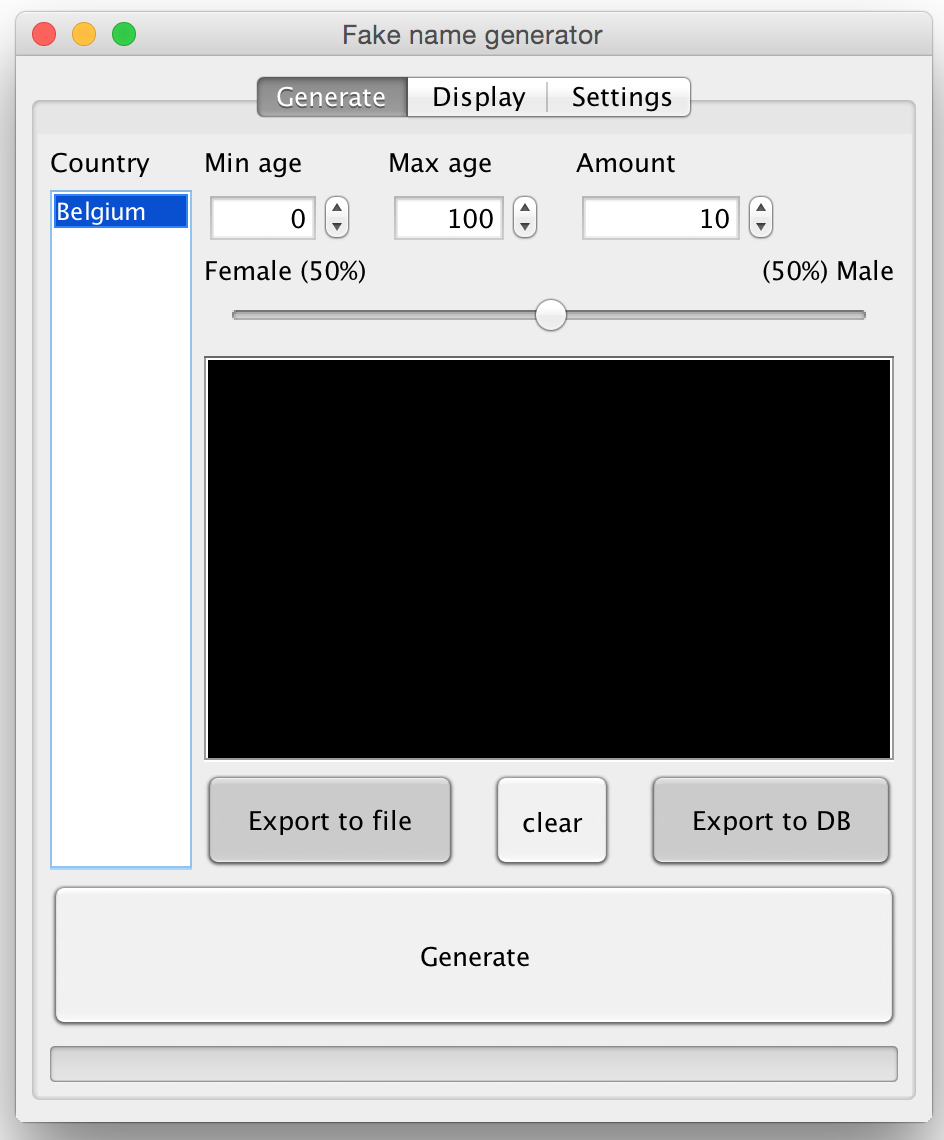 Fake name generator
Generate Display Settings
Country Min age Max age Amount
Belgium 0 100 10
Female (50%) (50%) Male
Export to file clear Export to DB
Generate